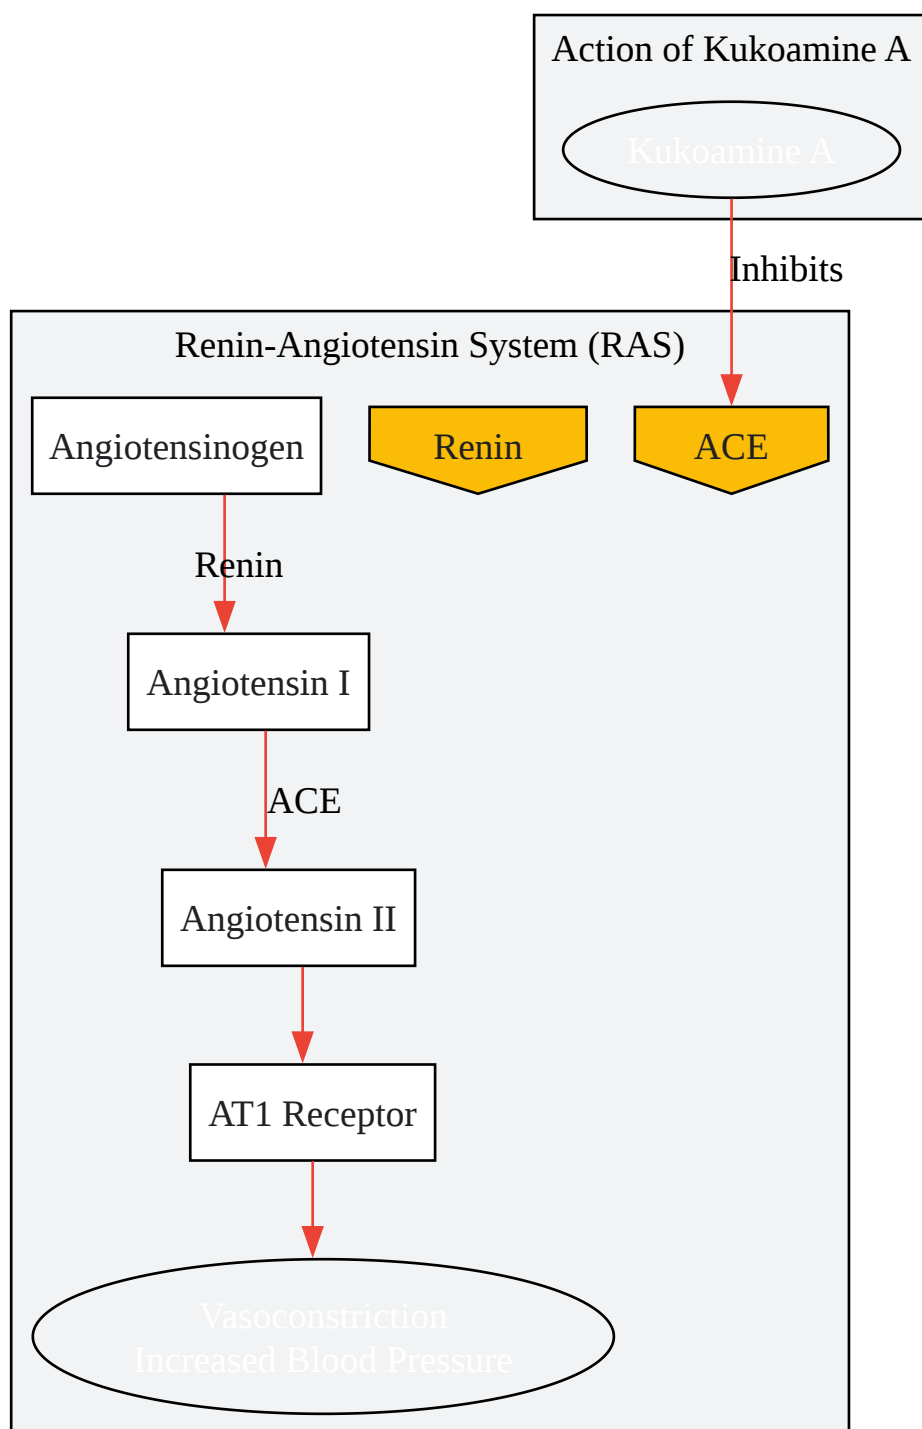 Action of Kukoamine A
Kukoamine A
Inhibits
Renin-Angiotensin System (RAS)
Angiotensinogen
Renin
ACE
Renin
Angiotensin I
ACE
Angiotensin II
AT1 Receptor
Vasoconstriction
Increased Blood Pressure